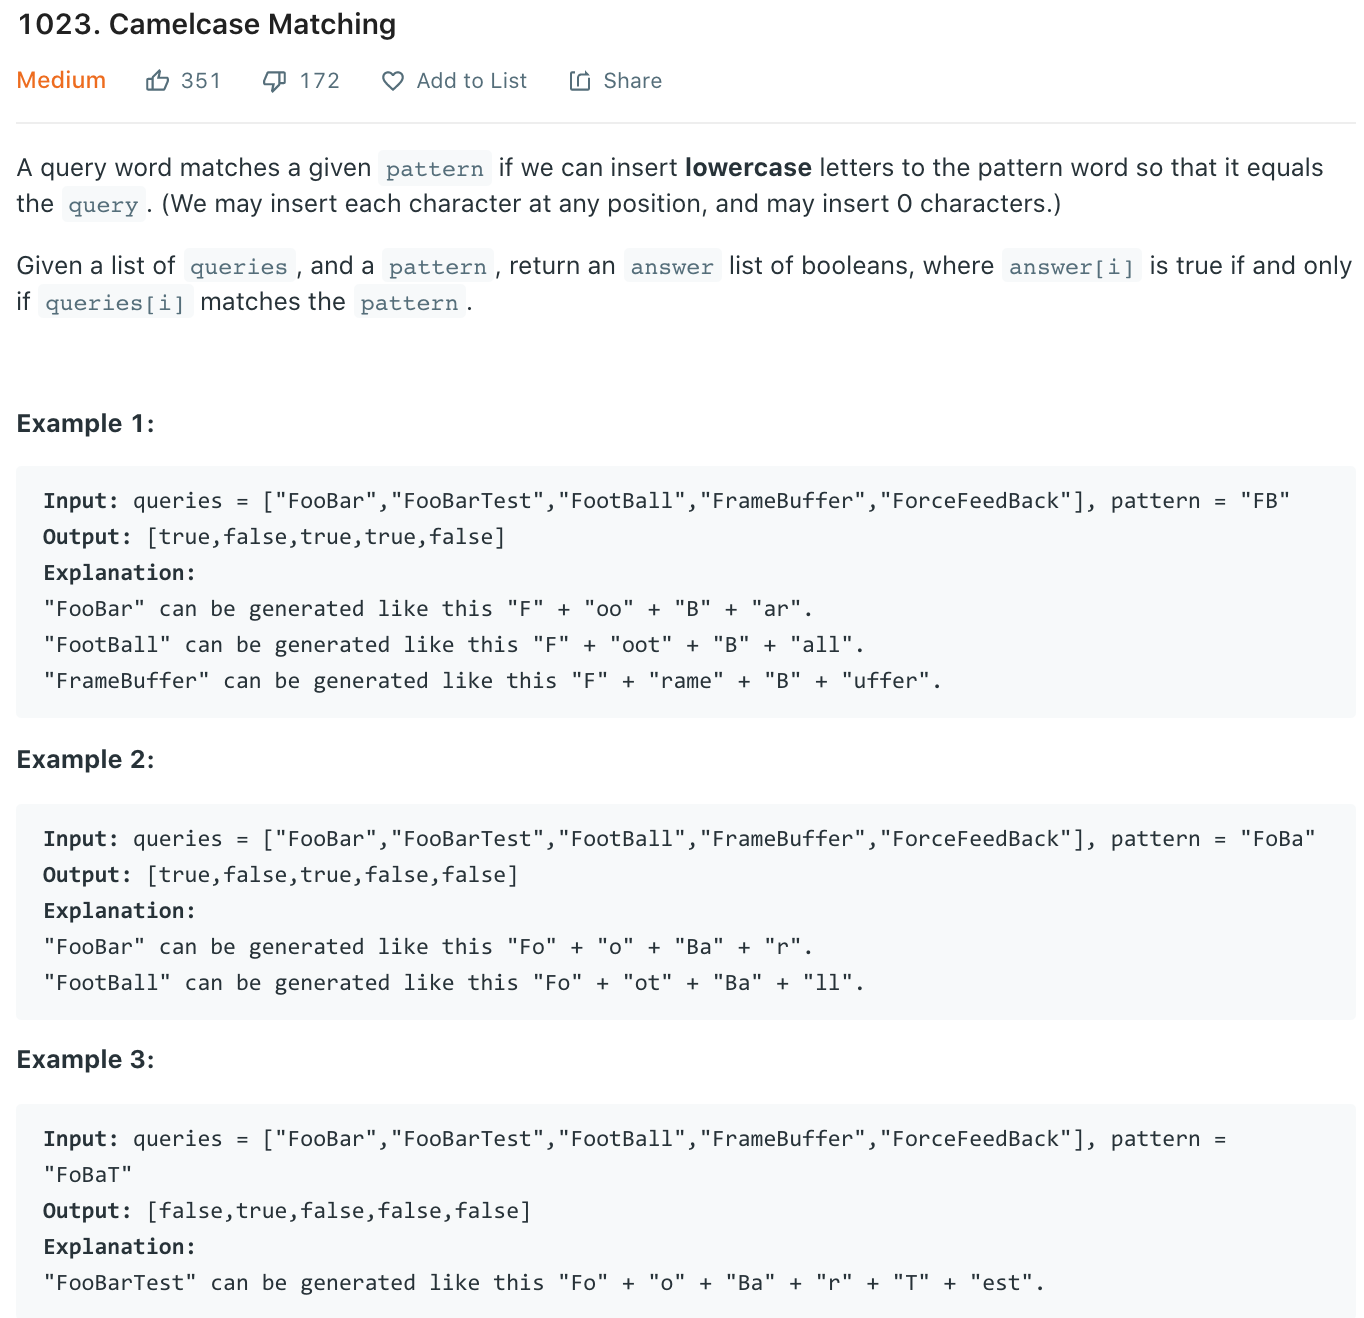 1023. Camelcase Matching
Medium 351 172 Add to List Share
A query word matches a given pattern if we can insert lowercase letters to the pattern word so that it equals
the query . (We may insert each character at any position, and may insert 0 characters.)
Given a list of queries , and a pattern , return an answer list of booleans, where answer[i] is true if and only
if queries[i] matches the pattern .
Example 1:
Input: queries = ["FooBar","FooBarTest","FootBall","FrameBuffer","ForceFeedBack"], pattern = "FB"
Output: [true,false,true,true,false]
Explanation:
"FooBar" can be generated like this "F" + "oo" + "B" + "ar".
"FootBall" can be generated like this "F" + "oot" + "B" + "all".
"FrameBuffer" can be generated like this "F" + "rame" + "B" + "uffer".
Example 2:
Input: queries = ["FooBar","FooBarTest","FootBall","FrameBuffer","ForceFeedBack"], pattern = "FoBa"
Output: [true,false,true,false,false]
Explanation:
"FooBar" can be generated like this "Fo" + "o" + "Ba" + "r".
"FootBall" can be generated like this "Fo" + "ot" + "Ba" + "ll".
Example 3:
Input: queries = ["FooBar","FooBarTest","FootBall","FrameBuffer","ForceFeedBack"], pattern =
"FoBaT"
Output: [false,true,false,false,false]
Explanation:
"FooBarTest" can be generated like this "Fo" + "o" + "Ba" + "r" + "T" + "est".